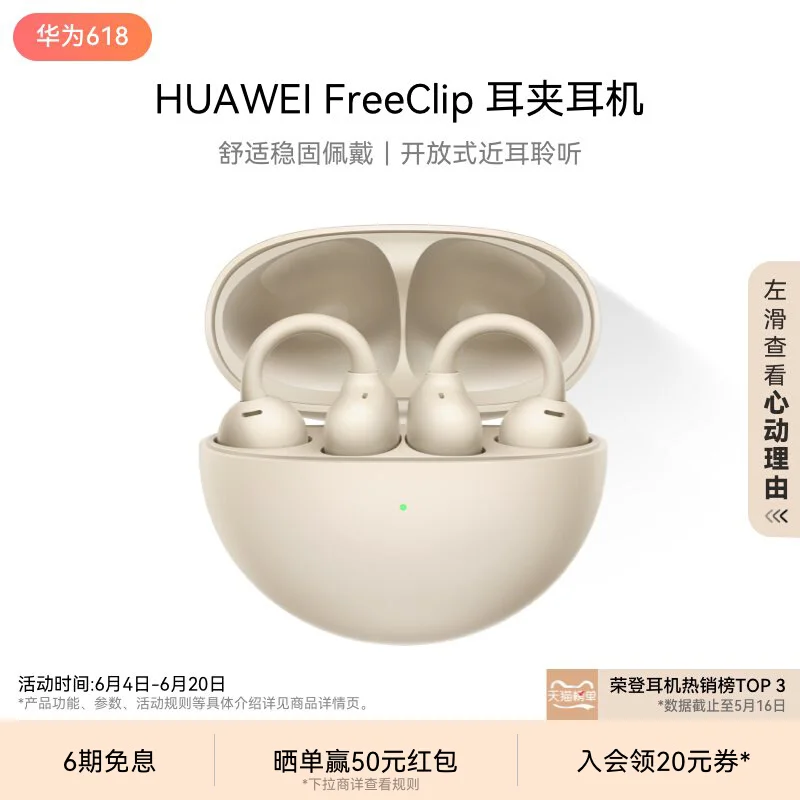 华为618
HUAWEI FreeClip 耳夹耳机
舒适稳固佩戴 | 开放式近耳聆听
左滑查看心动理由
活动时间:6月4日-6月20日
*产品功能、参数、活动规则等具体介绍详见商品详情页。
天猫榜单
荣登耳机热销榜TOP 3
*数据截止至5月16日
6期免息
晒单赢50元红包
*下拉商详查看规则
入会领20元券*